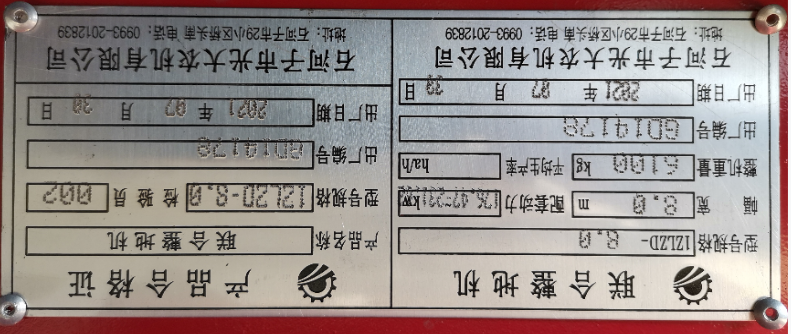 联合整地机
型号规格 1ZLZD- 8.0
幅 宽 8.0 m 配套动力 kw
整机重量 6100 kg 平均生产率 ha/h
出厂编号 GD14178
出厂日期 2021 年 07 月 30 日
石河子市光大农机有限公司
地址：石河子市29小区桥头南 电话：0993-2012839
产品合格证
产品名称 联合整地机
型号规格 1ZLZD-8.0 检验员 002
出厂编号 GD14178
出厂日期 2021 年 07 月 30 日
石河子市光大农机有限公司
地址：石河子市29小区桥头南 电话：0993-2012839